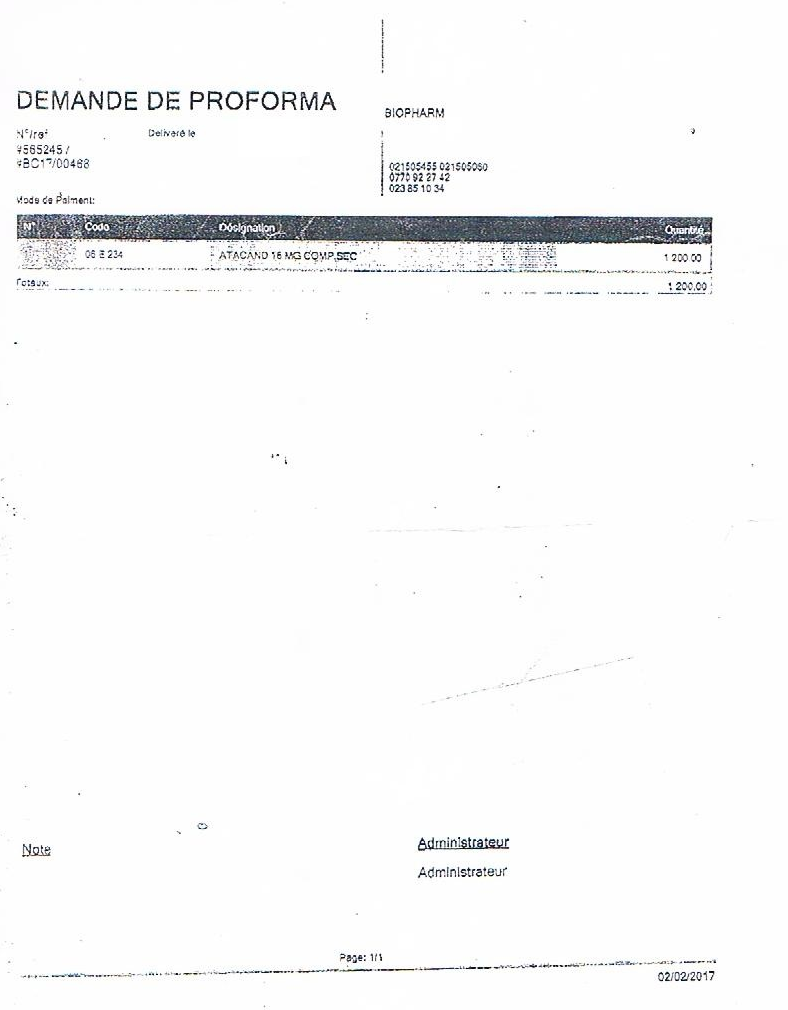 DEMANDE DE PROFORMA
BIOPHARM
N°/ref
Deliveré le
#565245 /
#BC17/00468
021505455 021505060
0770 92 27 42
023 85 10 34
Mode de Paiment:
N° Code Désignation Quantité
06 E 234 ATACAND 16 MG COMP.SEC 1 200.00
Totaux: 1 200.00
Note
Administrateur
Administrateur
Page: 1/1
02/02/2017